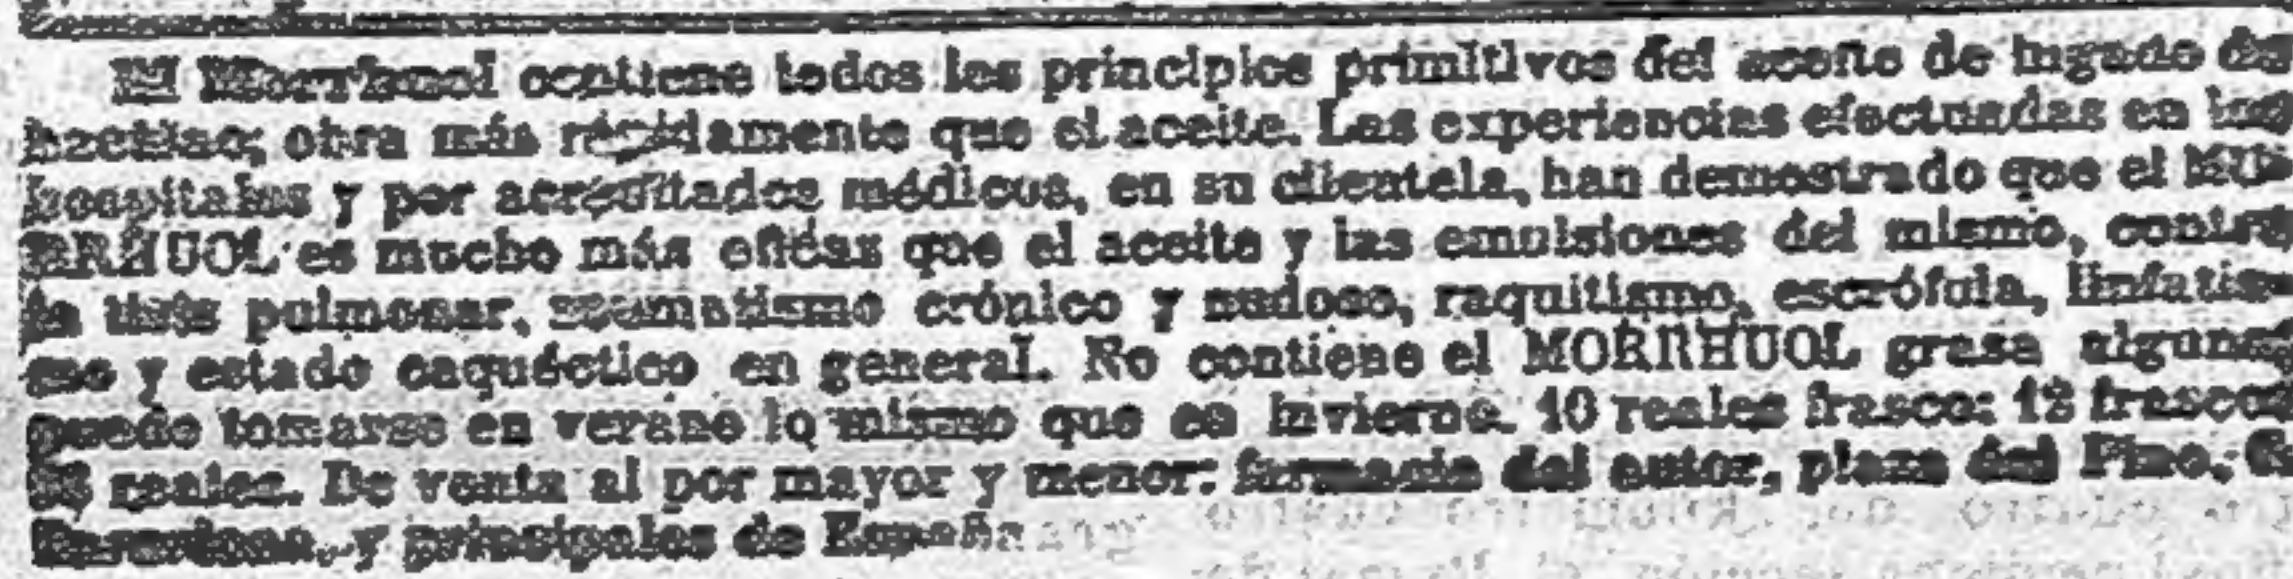 El Morrhuol contiene todos los principios primitivos del aceite de hígado de
bacalao; obra más rápidamente que el aceite. Las experiencias efectuadas en los
hospitales y por acreditados médicos, en su clientela, han demostrado que el MO-
RRHUOL es mucho más eficáz que el aceite y las emulsiones del mismo, contra
la tisis pulmonar, reumatismo crónico y nudoso, raquitismo, escrófula, linfatis-
mo y estado caquéctico en general. No contiene el MORRHUOL grasa alguna;
puede tomarse en verano lo mismo que en invierno. 10 reales frasco: 12 frascos
reales. De venta al por mayor y menor: farmacia del autor, plaza del Pino, 6
Barcelona, y principales de España